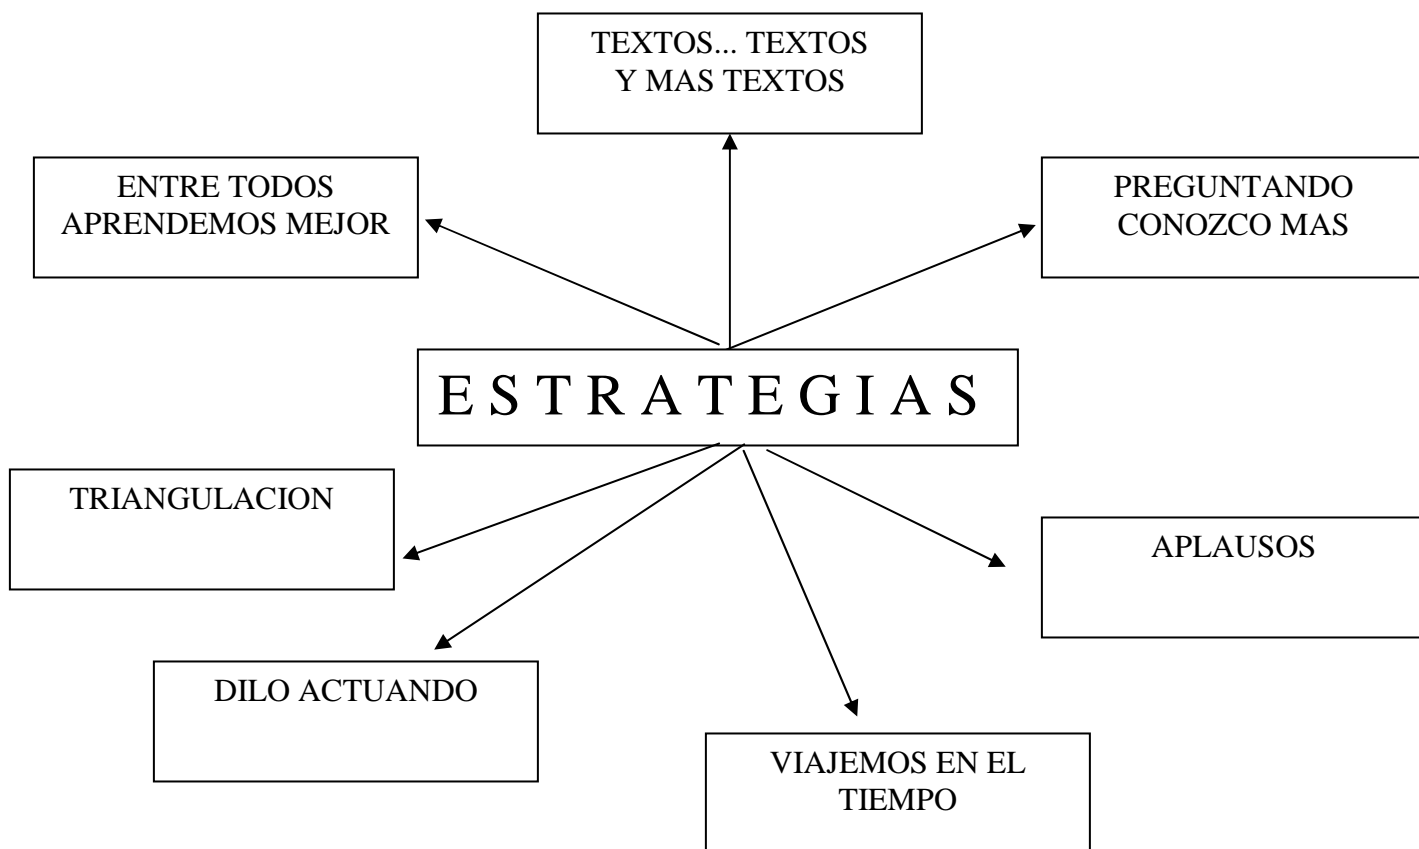 TEXTOS... TEXTOS
Y MAS TEXTOS
ENTRE TODOS
APRENDEMOS MEJOR
PREGUNTANDO
CONOZCO MAS
E S T R A T E G I A S
TRIANGULACION
APLAUSOS
DILO ACTUANDO
VIAJEMOS EN EL
TIEMPO